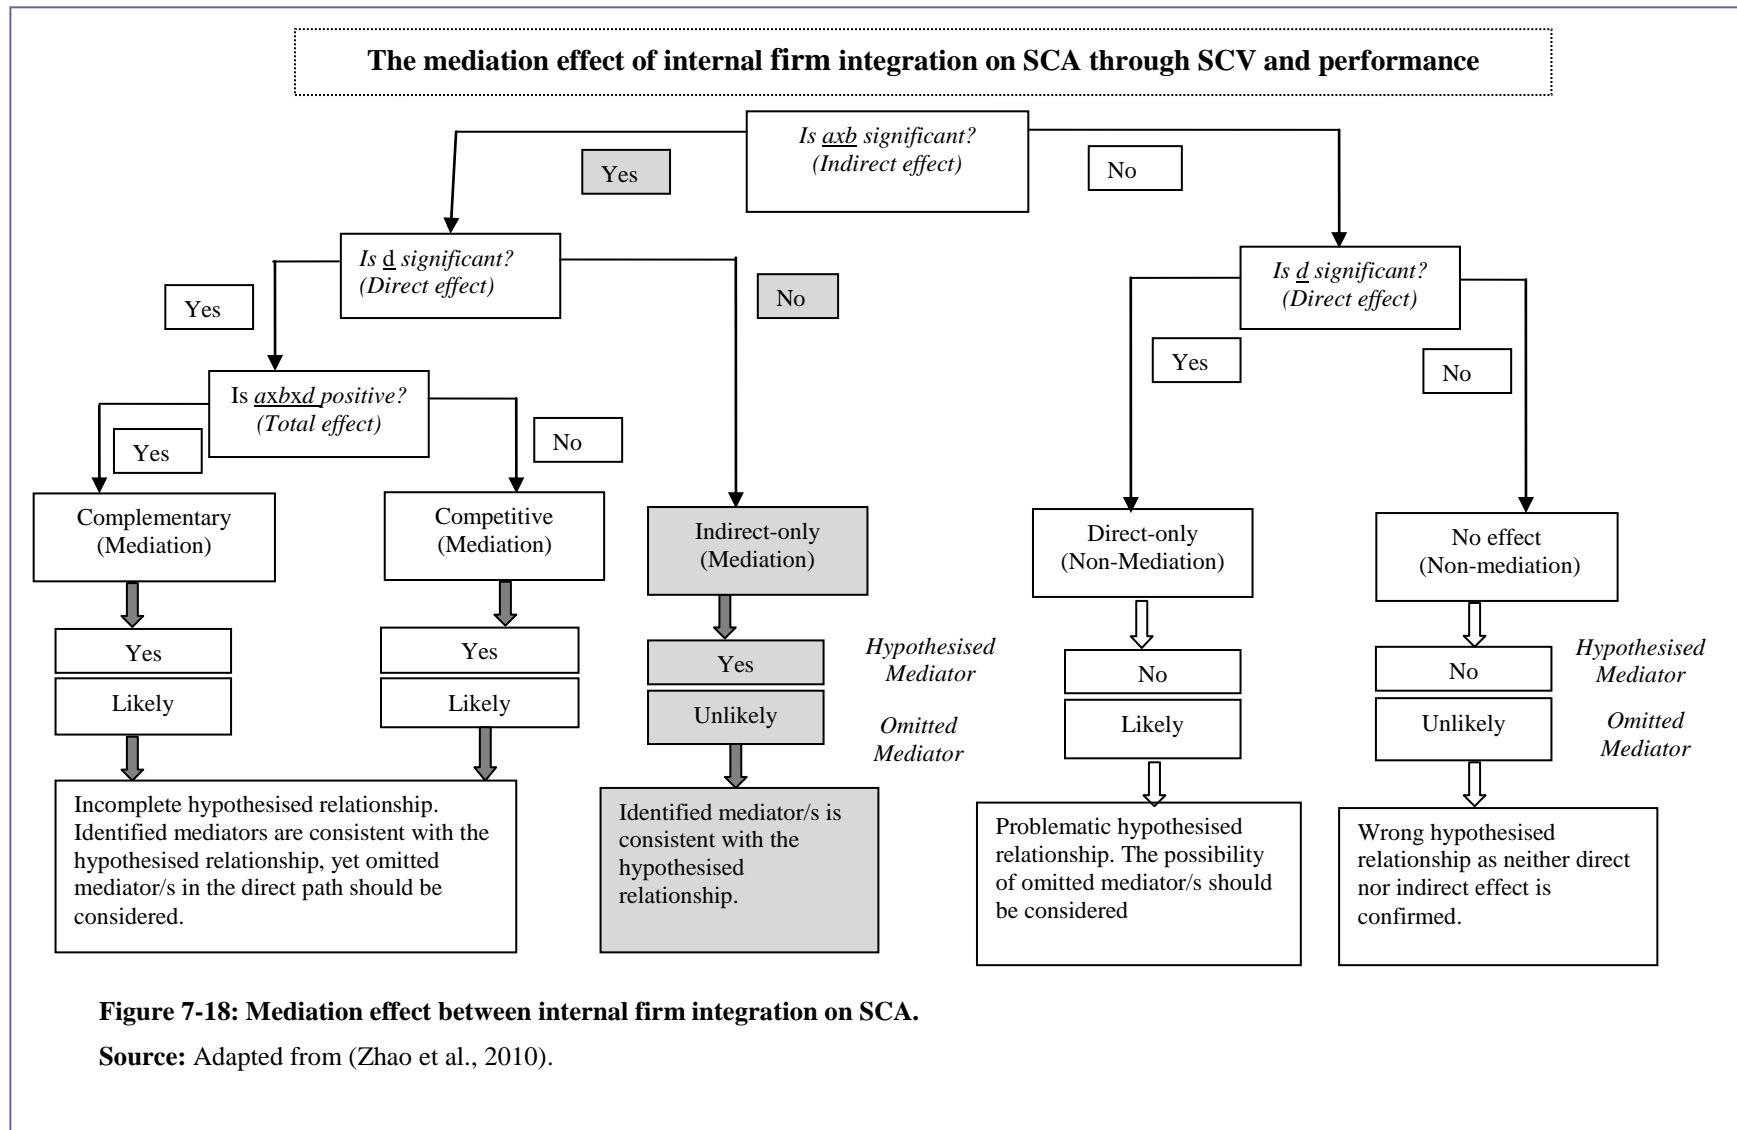 The mediation effect of internal firm integration on SCA through SCV and performance
Is axb significant?
(Indirect effect)
Yes
No
Is d significant?
(Direct effect)
Is d significant?
(Direct effect)
Yes
No
Yes
No
Is axbxd positive?
(Total effect)
Yes
No
Complementary
(Mediation)
Competitive
(Mediation)
Indirect-only
(Mediation)
Direct-only
(Non-Mediation)
No effect
(Non-mediation)
Yes
Yes
Yes
Hypothesised
Mediator
No
No
Hypothesised
Mediator
Likely
Likely
Unlikely
Omitted
Mediator
Likely
Unlikely
Omitted
Mediator
Incomplete hypothesised relationship.
Identified mediators are consistent with the
hypothesised relationship, yet omitted
mediator/s in the direct path should be
considered.
Identified mediator/s is
consistent with the
hypothesised
relationship.
Problematic hypothesised
relationship. The possibility
of omitted mediator/s should
be considered
Wrong hypothesised
relationship as neither direct
nor indirect effect is
confirmed.
Figure 7-18: Mediation effect between internal firm integration on SCA.
Source: Adapted from (Zhao et al., 2010).